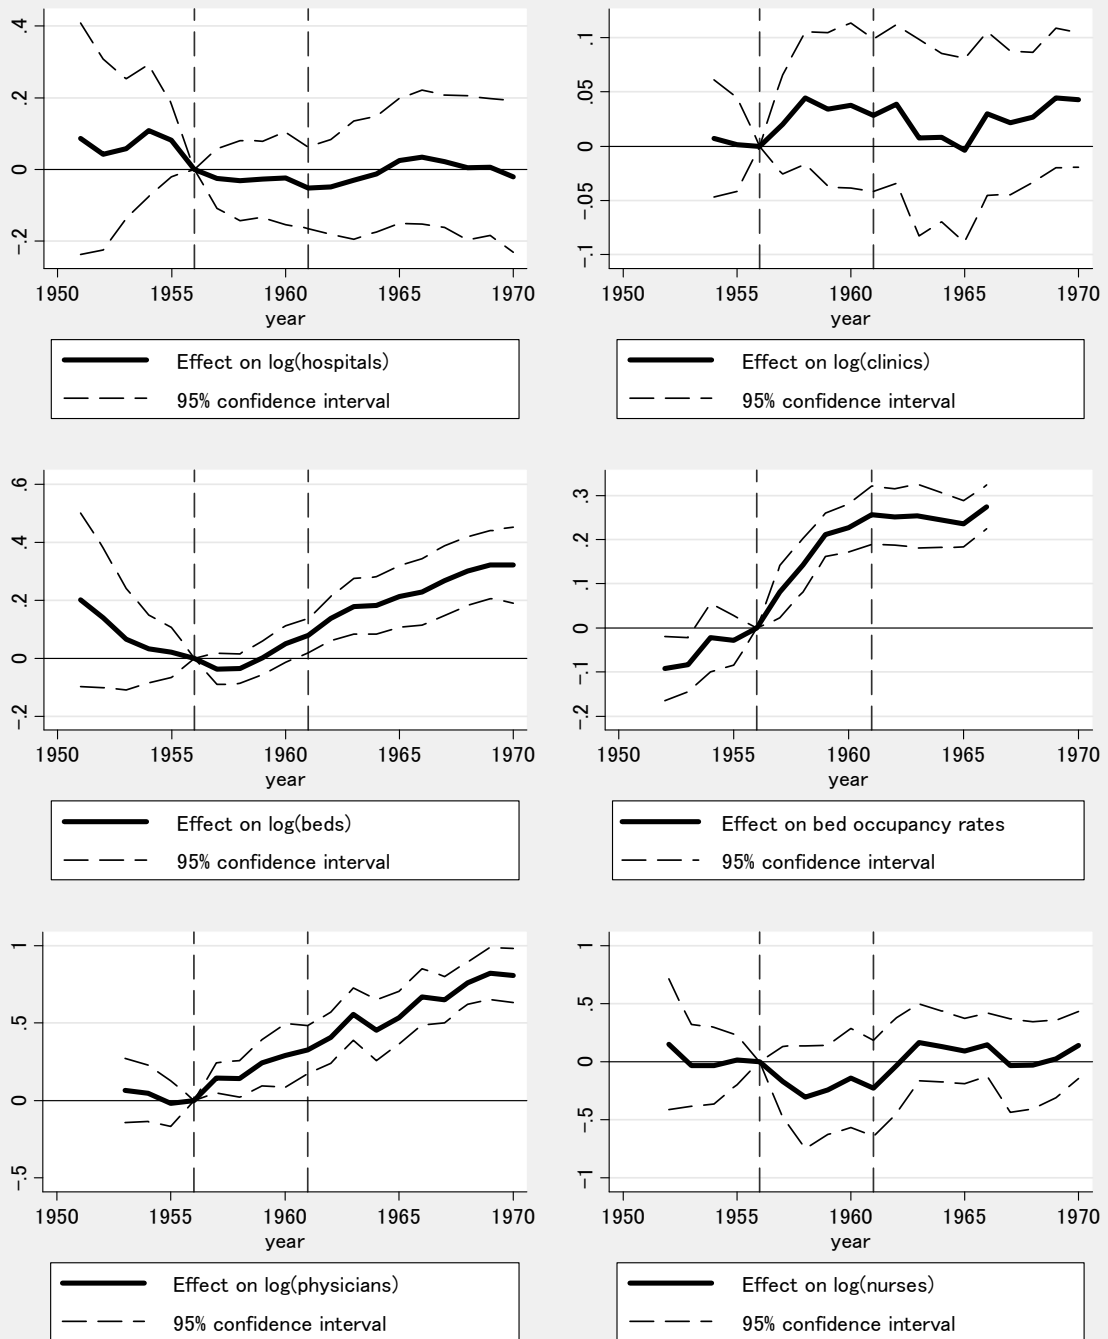 .4
.2
0
-.2
1950 1955 1960 1965 1970
year
Effect on log(hospitals)
95% confidence interval
.1
.05
0
-.05
-.1
1950 1955 1960 1965 1970
year
Effect on log(clinics)
95% confidence interval
.6
.4
.2
0
-.2
1950 1955 1960 1965 1970
year
Effect on log(beds)
95% confidence interval
.3
.2
.1
0
-.1
-.2
1950 1955 1960 1965 1970
year
Effect on bed occupancy rates
95% confidence interval
1
.5
0
-.5
1950 1955 1960 1965 1970
year
Effect on log(physicians)
95% confidence interval
1
.5
0
-.5
-1
1950 1955 1960 1965 1970
year
Effect on log(nurses)
95% confidence interval